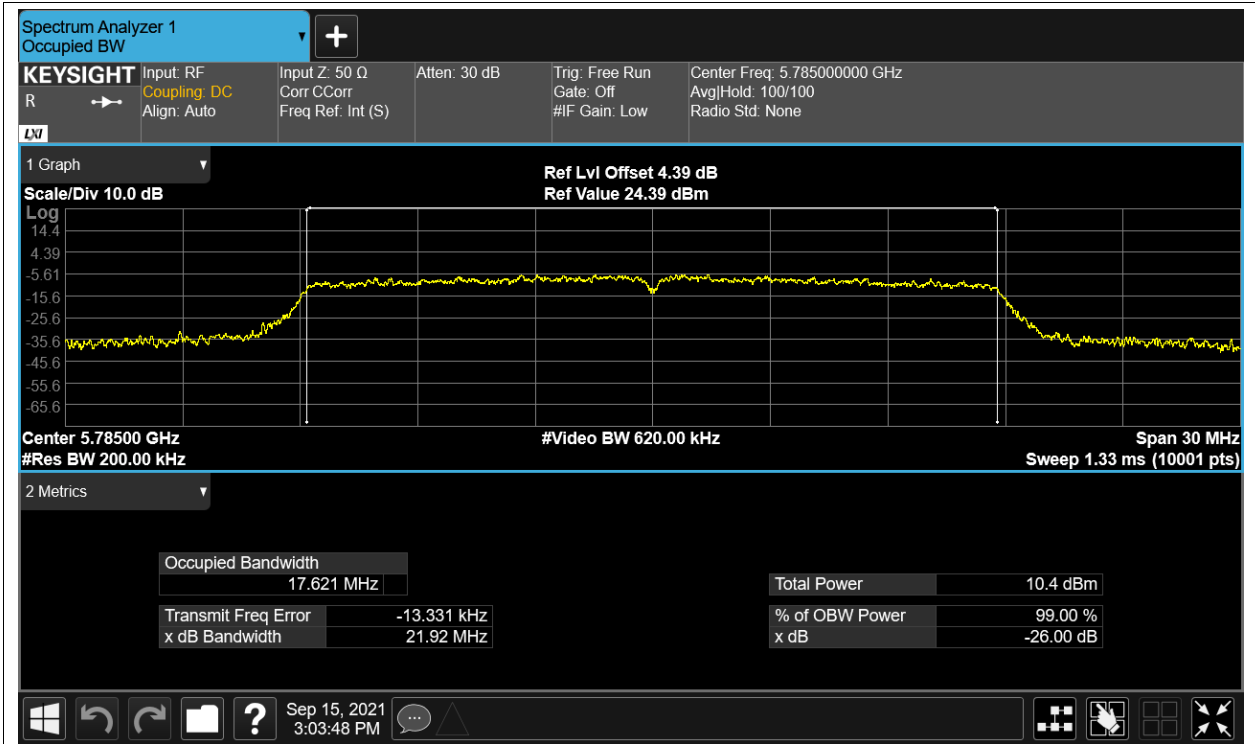 Spectrum Analyzer 1
Occupied BW
KEYSIGHT
R
LXI
Input: RF
Coupling: DC
Align: Auto
Input Z: 50 Ω
Corr CCorr
Freq Ref: Int (S)
Atten: 30 dB
Trig: Free Run
Gate: Off
#IF Gain: Low
Center Freq: 5.785000000 GHz
Avg|Hold: 100/100
Radio Std: None
1 Graph
Scale/Div 10.0 dB
Ref Lvl Offset 4.39 dB
Ref Value 24.39 dBm
Log
14.4
4.39
-5.61
-15.6
-25.6
-35.6
-45.6
-55.6
-65.6
Center 5.78500 GHz
#Video BW 620.00 kHz
Span 30 MHz
#Res BW 200.00 kHz
Sweep 1.33 ms (10001 pts)
2 Metrics
Occupied Bandwidth
17.621 MHz
Transmit Freq Error -13.331 kHz
x dB Bandwidth 21.92 MHz
Total Power 10.4 dBm
% of OBW Power 99.00 %
x dB -26.00 dB
?
Sep 15, 2021
3:03:48 PM